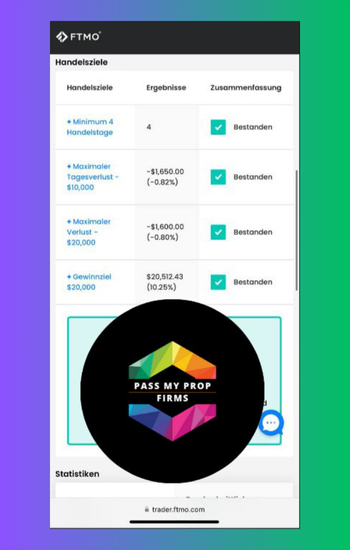 FTMO
Handelsziele
Handelsziele Ergebnisse Zusammenfassung
+ Minimum 4
Handelstage
4
Bestanden
+ Maximaler
Tagesverlust -
$10,000
-$1,650.00
(-0.82%)
Bestanden
+ Maximaler
Verlust -
$20,000
-$1,600.00
(-0.80%)
Bestanden
+ Gewinnziel
$20,000
$20,512.43
(10.25%)
Bestanden
PASS MY PROP
FIRMS
Statistiken
trader.ftmo.com